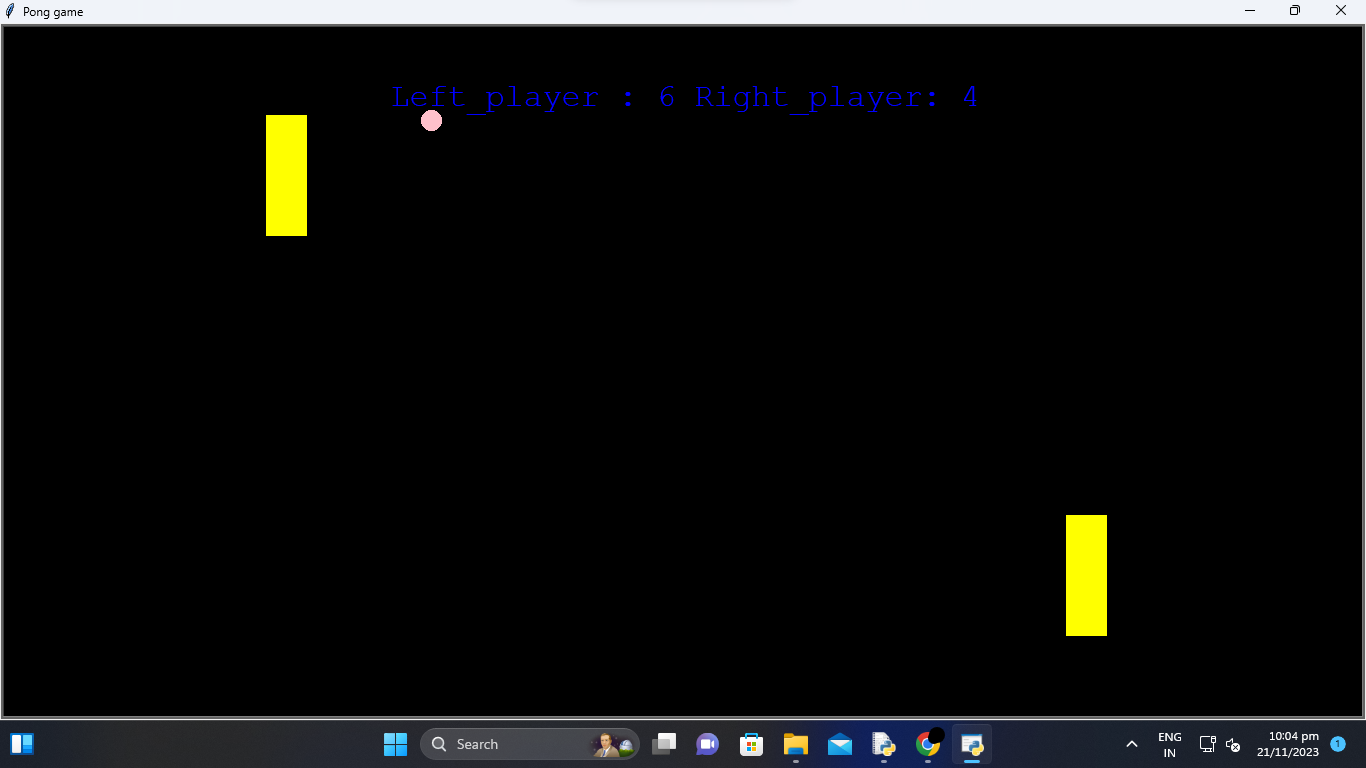 Pong game
Left_player : 6 Right_player: 4
Search
ENG
IN
10:04 pm
21/11/2023
1